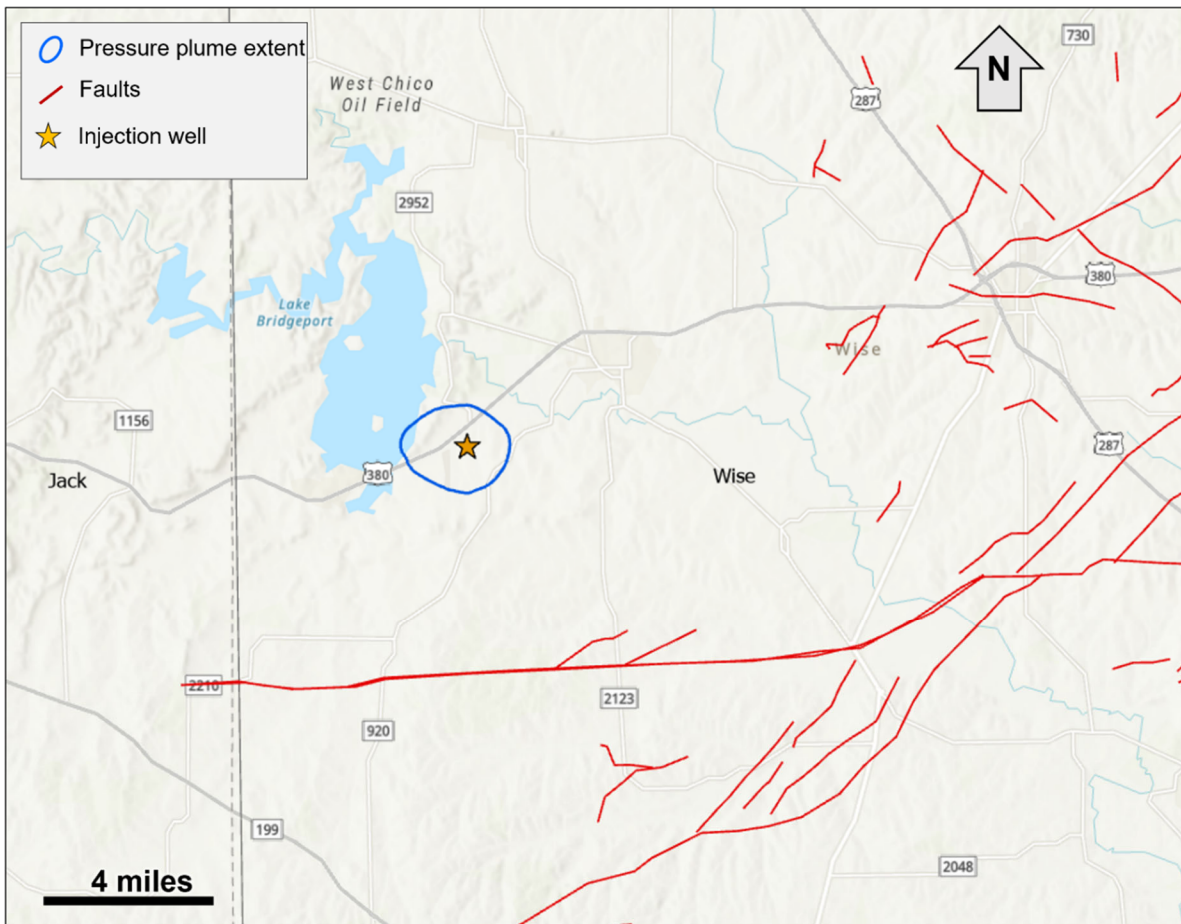 Pressure plume extent
Faults
Injection well
West Chico
Oil Field
730
N
287
2952
380
Lake
Bridgeport
Wise
1156
287
380
Jack
Wise
2210
2123
920
199
2048
4 miles